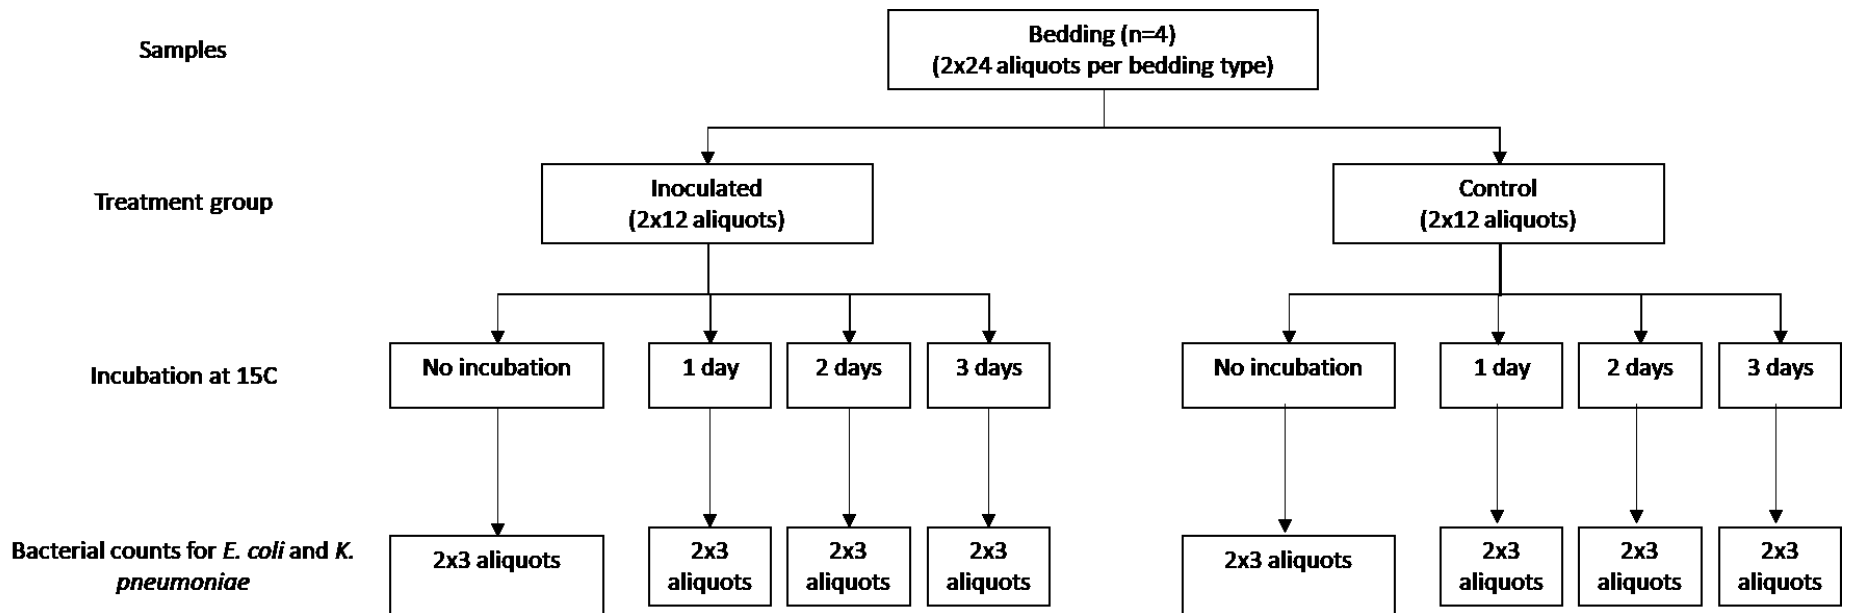 Samples
Bedding (n=4)
(2x24 aliquots per bedding type)
Treatment group
Inoculated
(2x12 aliquots)
Control
(2x12 aliquots)
Incubation at 15C
No incubation
1 day
2 days
3 days
No incubation
1 day
2 days
3 days
Bacterial counts for E. coli and K.
pneumoniae
2x3 aliquots
2x3
aliquots
2x3
aliquots
2x3
aliquots
2x3 aliquots
2x3
aliquots
2x3
aliquots
2x3
aliquots